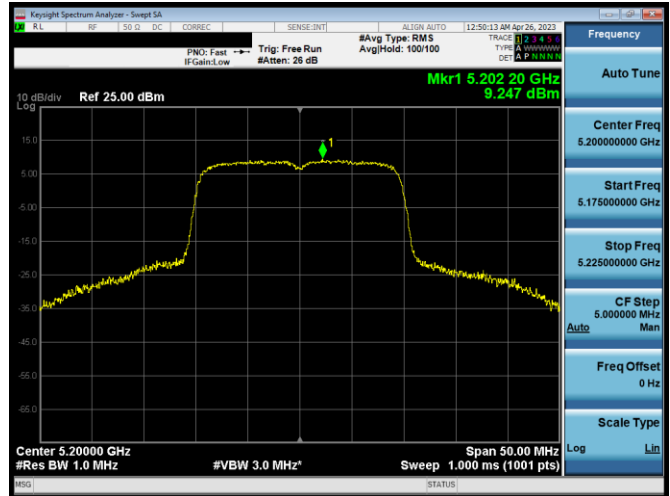 Keysight Spectrum Analyzer - Swept SA
RL RF 50 Ω DC CORREC SENSE:INT ALIGN AUTO 12:50:13 AM Apr 26, 2023
PNO: Fast
IFGain:Low
Trig: Free Run
#Atten: 26 dB
#Avg Type: RMS
Avg|Hold: 100/100
TRACE 1 2 3 4 5 6
TYPE A WWWWW
DET A P N N N N
Mkr1 5.202 20 GHz
9.247 dBm
10 dB/div Ref 25.00 dBm
Log
1
15.0
5.00
-5.00
-15.0
-25.0
-35.0
-45.0
-55.0
-65.0
Center 5.20000 GHz Span 50.00 MHz
#Res BW 1.0 MHz #VBW 3.0 MHz* Sweep 1.000 ms (1001 pts)
MSG STATUS
Frequency
Auto Tune
Center Freq
5.200000000 GHz
Start Freq
5.175000000 GHz
Stop Freq
5.225000000 GHz
CF Step
5.000000 MHz
Auto Man
Freq Offset
0 Hz
Scale Type
Log Lin